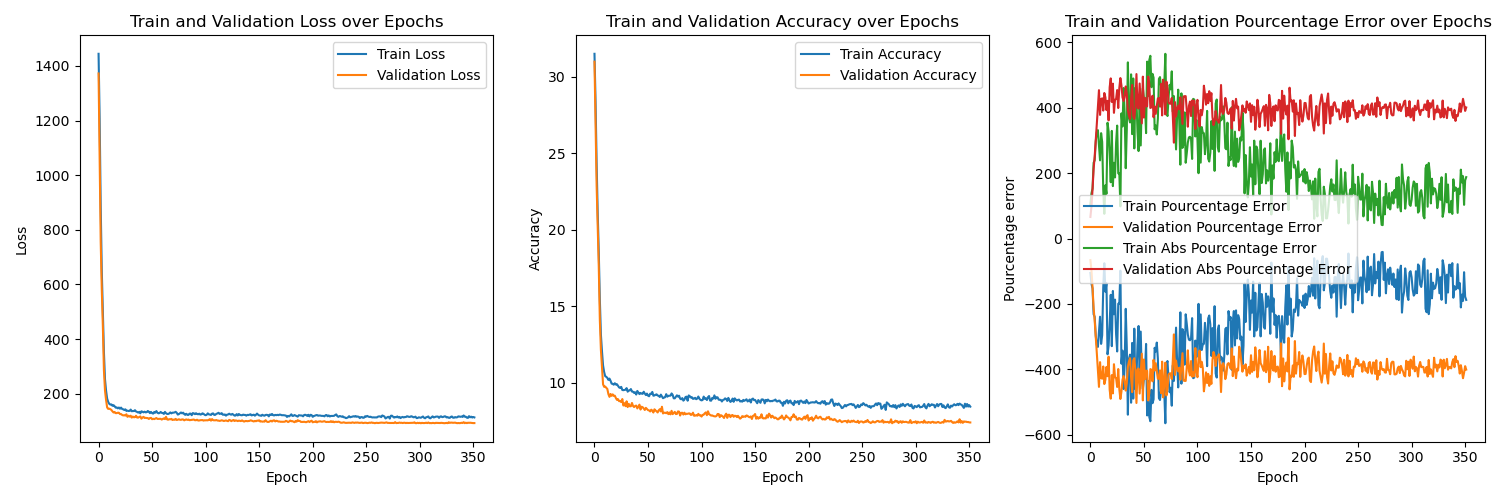 Train and Validation Loss over Epochs
Train Loss
Validation Loss
1400
1200
1000
800
600
400
200
0
50
100
150
200
250
300
350
Loss
Epoch
Train and Validation Accuracy over Epochs
Train Accuracy
Validation Accuracy
30
25
20
15
10
0
50
100
150
200
250
300
350
Accuracy
Epoch
Train and Validation Pourcentage Error over Epochs
600
400
200
0
−200
−400
−600
Train Pourcentage Error
Validation Pourcentage Error
Train Abs Pourcentage Error
Validation Abs Pourcentage Error
0
50
100
150
200
250
300
350
Pourcentage error
Epoch